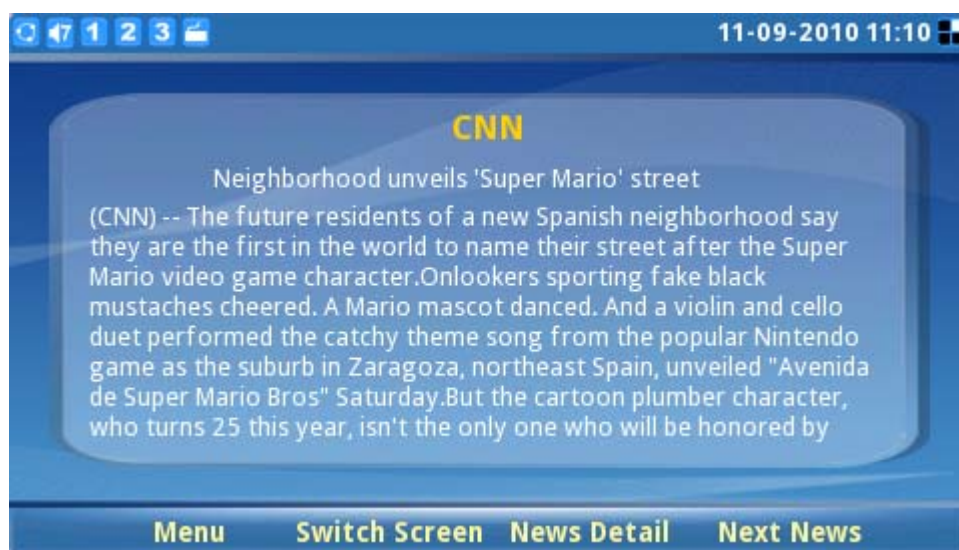 7 1 2 3 11-09-2010 11:10
CNN
Neighborhood unveils 'Super Mario' street
(CNN) -- The future residents of a new Spanish neighborhood say
they are the first in the world to name their street after the Super
Mario video game character.Onlookers sporting fake black
mustaches cheered. A Mario mascot danced. And a violin and cello
duet performed the catchy theme song from the popular Nintendo
game as the suburb in Zaragoza, northeast Spain, unveiled "Avenida
de Super Mario Bros" Saturday.But the cartoon plumber character,
who turns 25 this year, isn't the only one who will be honored by
Menu Switch Screen News Detail Next News